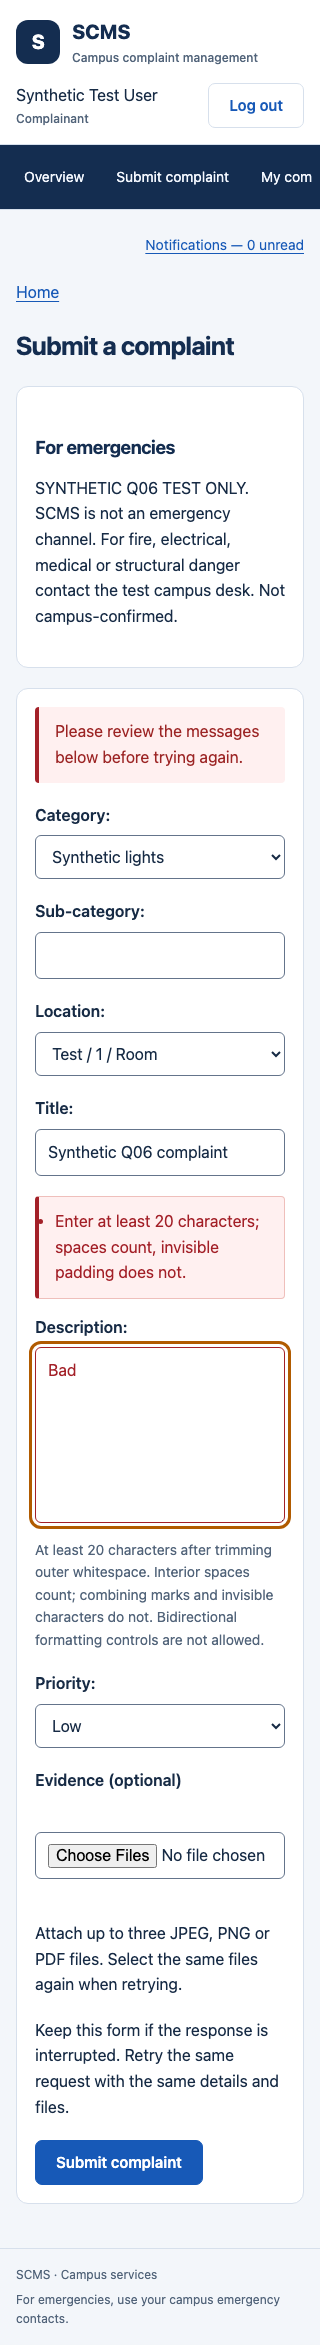 S
SCMS
Campus complaint management
Synthetic Test User
Complainant
Log out
Overview
Submit complaint
My com
Notifications — 0 unread
Home
Submit a complaint
For emergencies
SYNTHETIC Q06 TEST ONLY.
SCMS is not an emergency
channel. For fire, electrical,
medical or structural danger
contact the test campus desk. Not
campus-confirmed.
Please review the messages
below before trying again.
Category:
Synthetic lights
Sub-category:
Location:
Test / 1 / Room
Title:
Synthetic Q06 complaint
Enter at least 20 characters;
spaces count, invisible
padding does not.
Description:
Bad
At least 20 characters after trimming
outer whitespace. Interior spaces
count; combining marks and invisible
characters do not. Bidirectional
formatting controls are not allowed.
Priority:
Low
Evidence (optional)
Choose Files No file chosen
Attach up to three JPEG, PNG or
PDF files. Select the same files
again when retrying.
Keep this form if the response is
interrupted. Retry the same
request with the same details and
files.
Submit complaint
SCMS · Campus services
For emergencies, use your campus emergency
contacts.